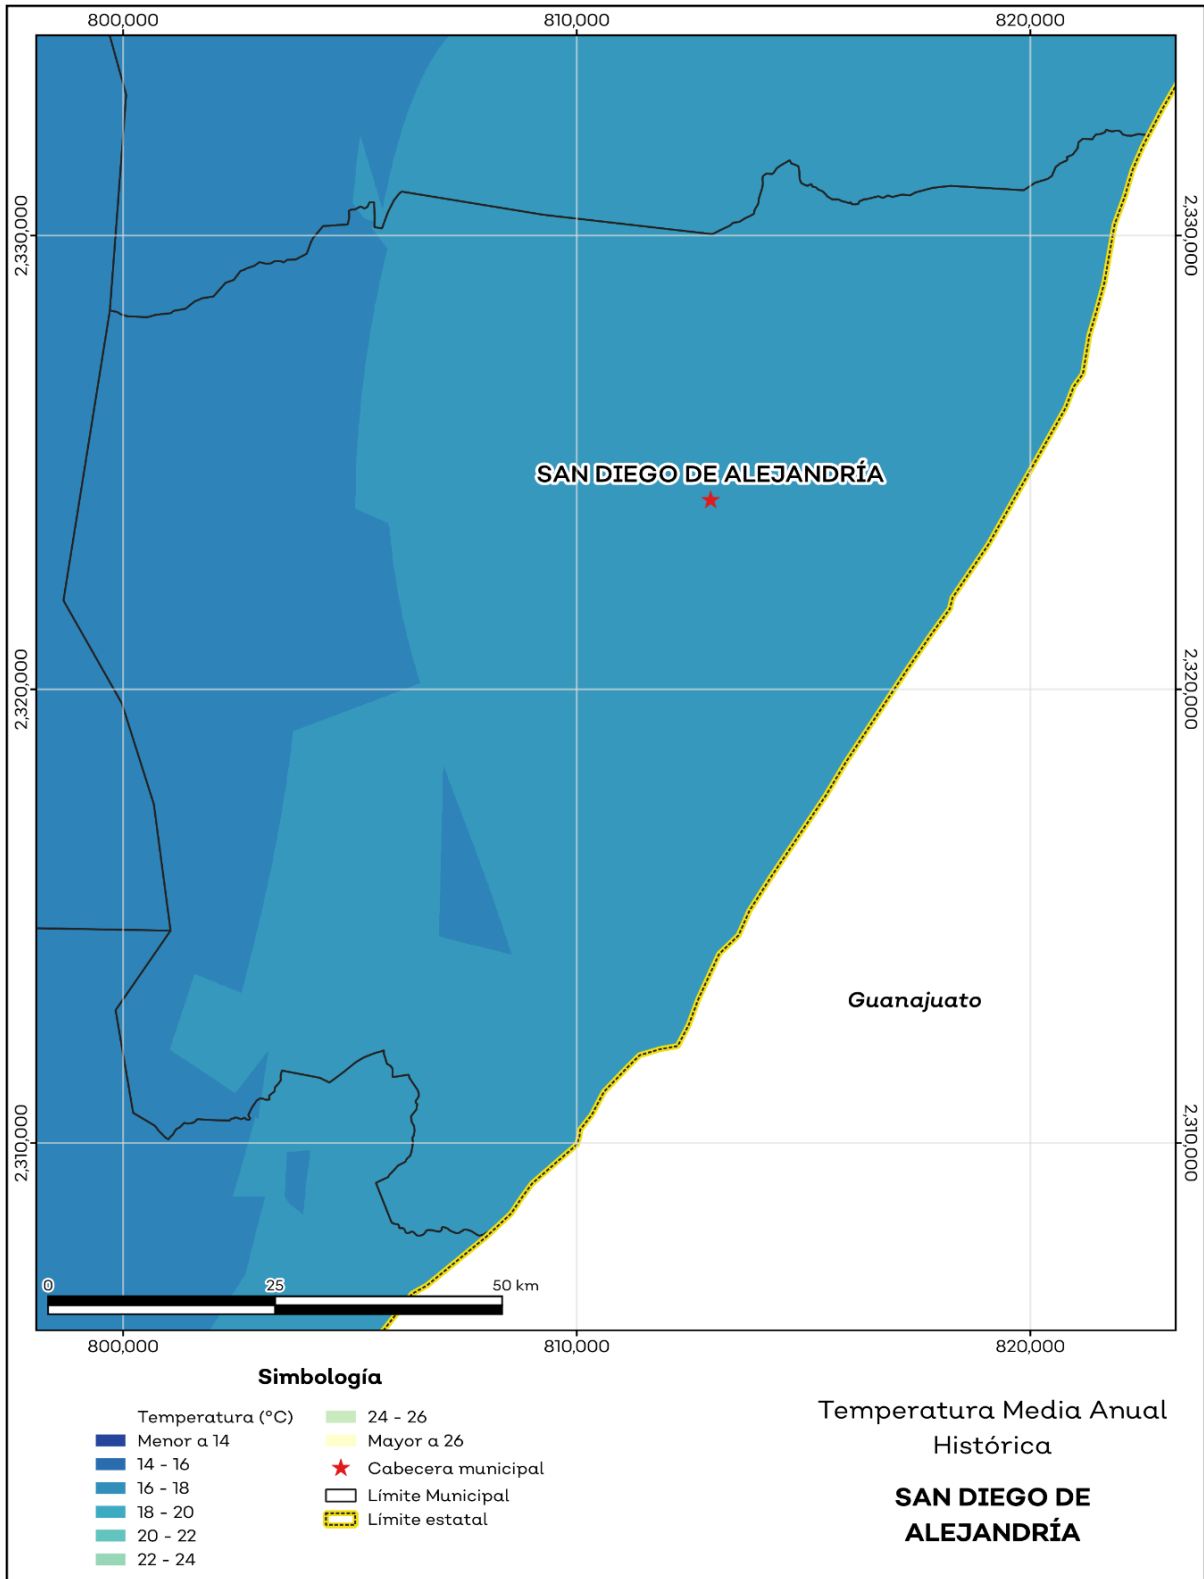 800,000
810,000
820,000
2,330,000
2,330,000
SAN DIEGO DE ALEJANDRÍA
2,320,000
2,320,000
Guanajuato
2,310,000
2,310,000
0 25 50 km
800,000
810,000
820,000
Simbología
Temperatura (°C)
Menor a 14
14 - 16
16 - 18
18 - 20
20 - 22
22 - 24
24 - 26
Mayor a 26
Cabecera municipal
Límite Municipal
Límite estatal
Temperatura Media Anual
Histórica
SAN DIEGO DE
ALEJANDRÍA